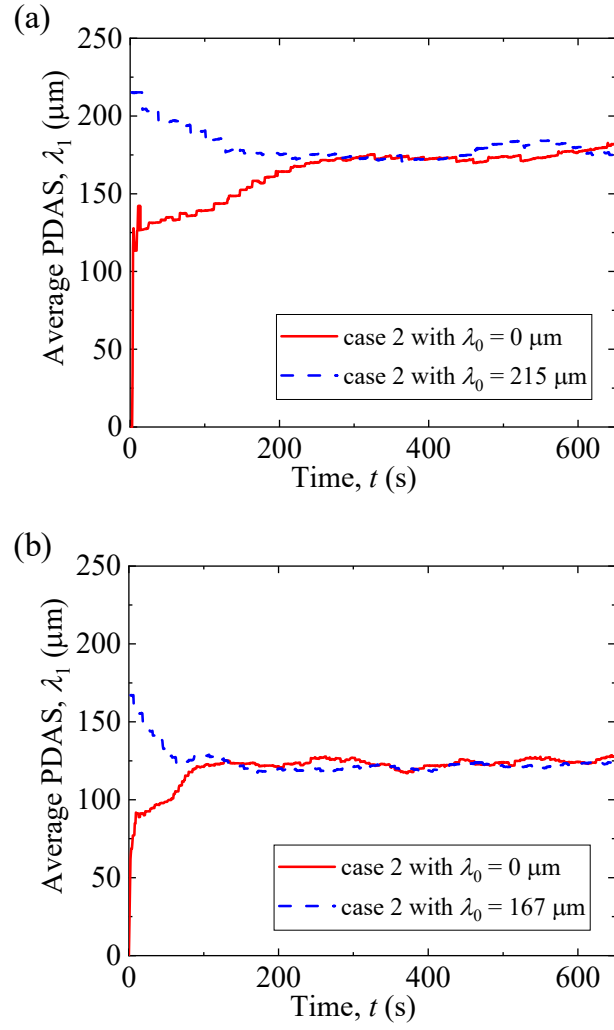 (a)
250
200
150
100
50
0
Average PDAS, λ₁ (μm)
case 2 with λ₀ = 0 μm
case 2 with λ₀ = 215 μm
0 200 400 600
Time, t (s)
(b)
250
200
150
100
50
0
Average PDAS, λ₁ (μm)
case 2 with λ₀ = 0 μm
case 2 with λ₀ = 167 μm
0 200 400 600
Time, t (s)